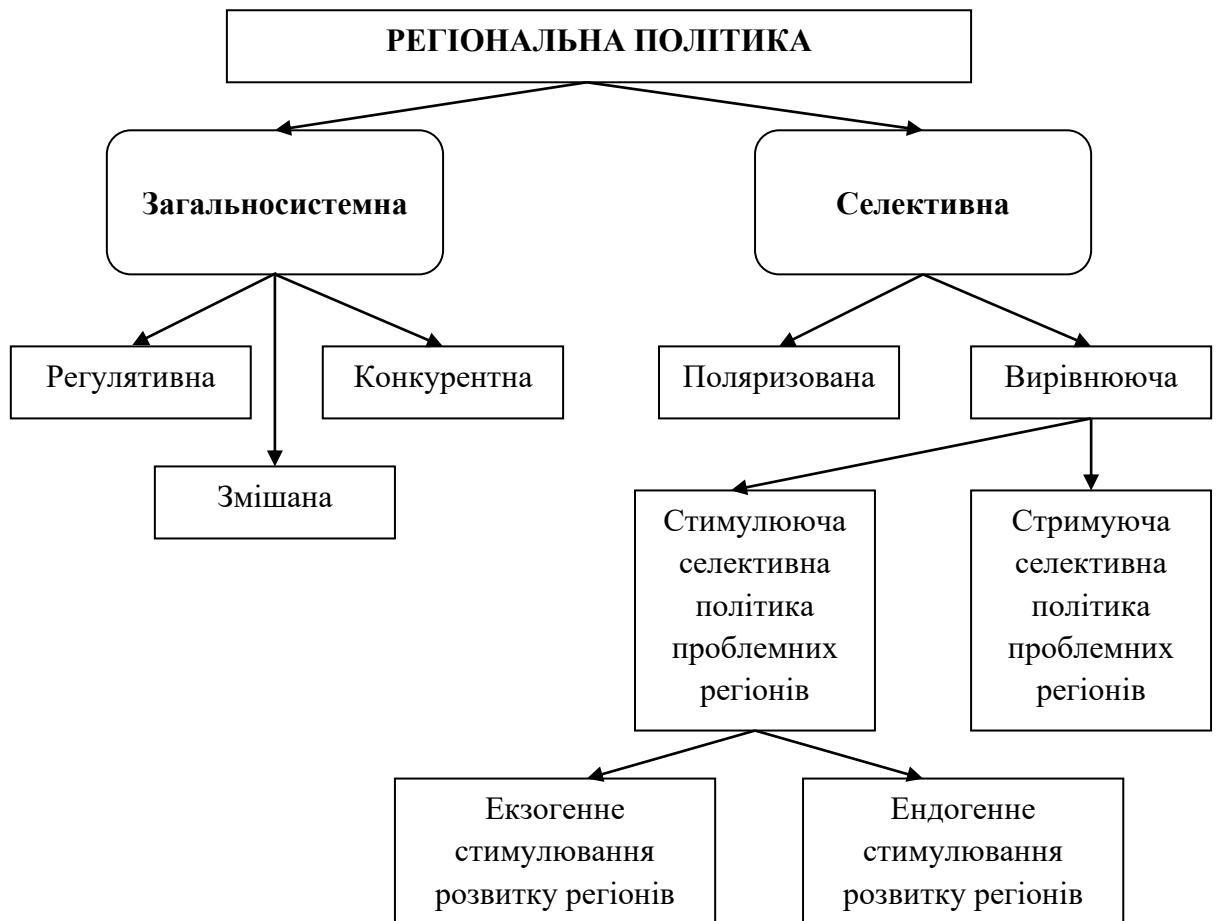 РЕГІОНАЛЬНА ПОЛІТИКА
Загальносистемна
Селективна
Регулятивна
Конкурентна
Поляризована
Вирівнююча
Змішана
Стимулююча
селективна
політика
проблемних
регіонів
Стримуюча
селективна
політика
проблемних
регіонів
Екзогенне
стимулювання
розвитку регіонів
Ендогенне
стимулювання
розвитку регіонів